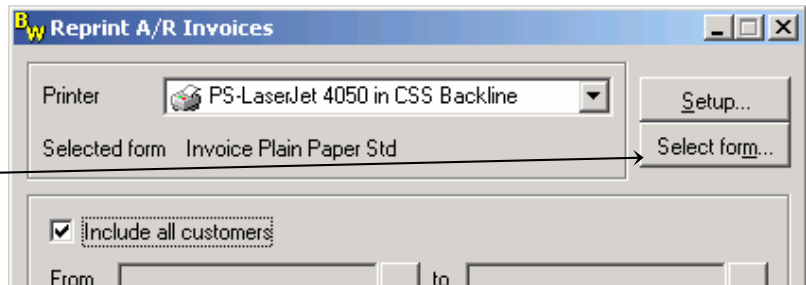 BW Reprint A/R Invoices
Printer PS-LaserJet 4050 in CSS Backline Setup...
Selected form Invoice Plain Paper Std Select form...
Include all customers
From to